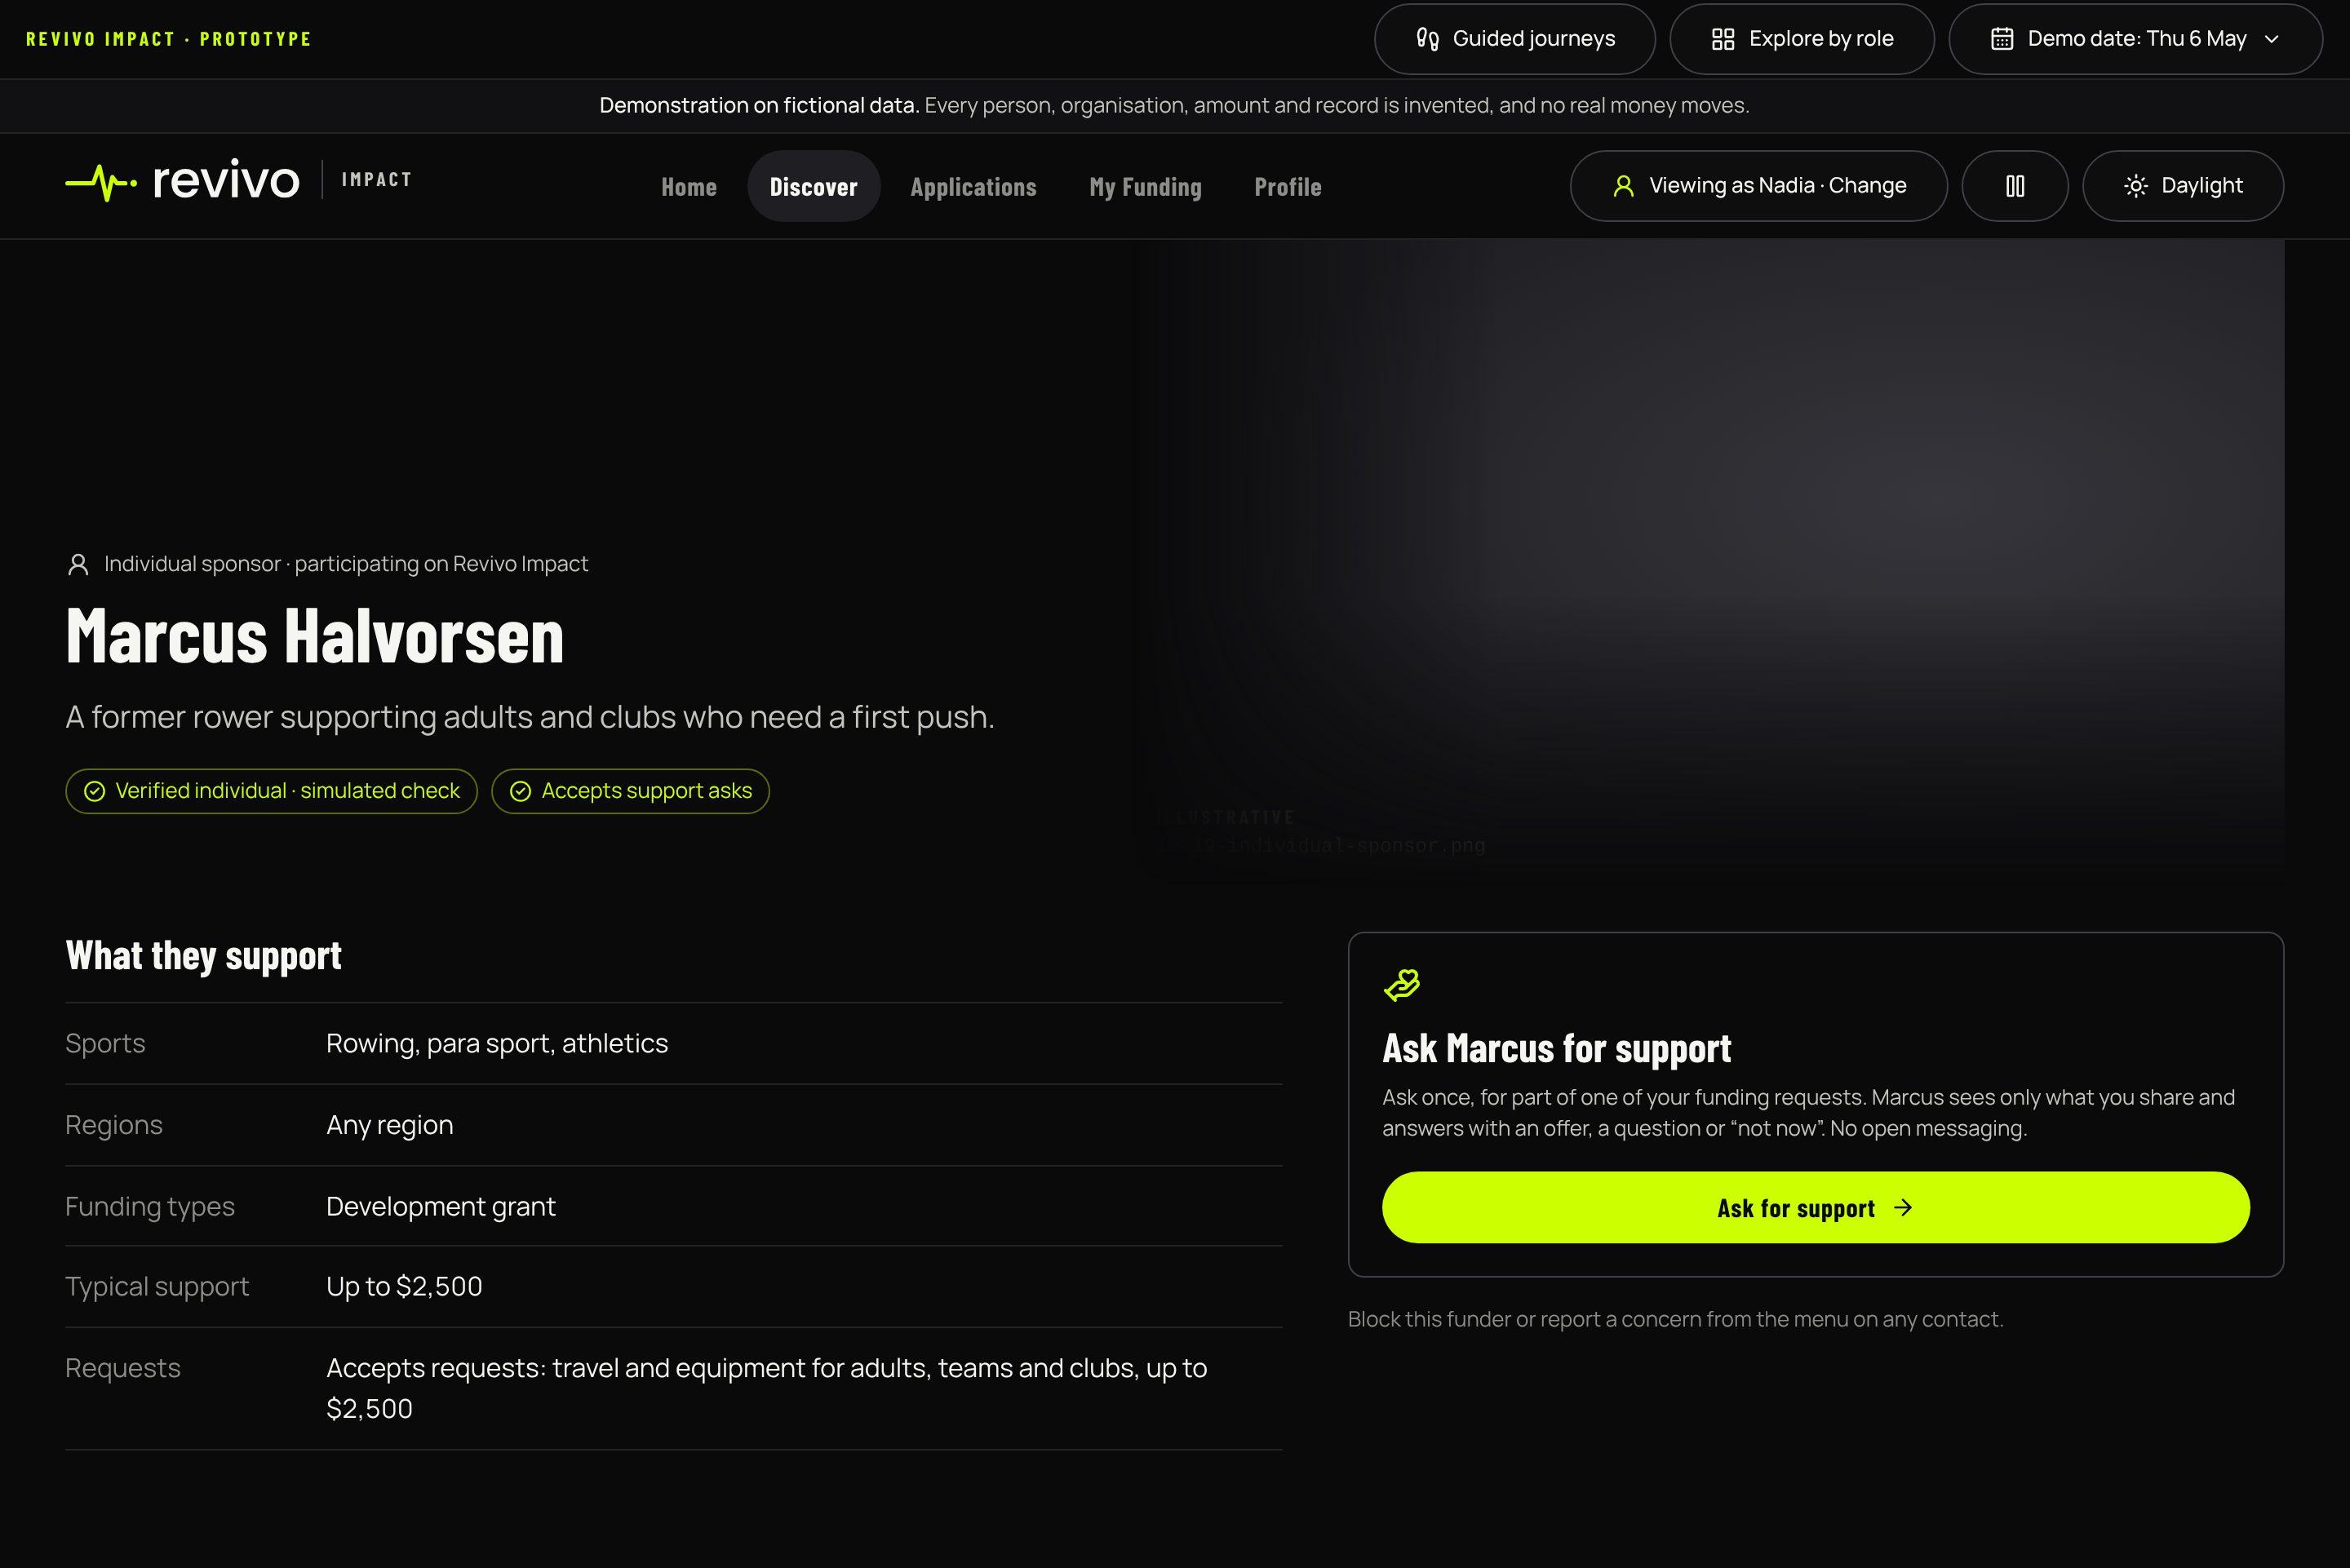 REVIVO IMPACT · PROTOTYPE
Guided journeys
Explore by role
Demo date: Thu 6 May
Demonstration on fictional data. Every person, organisation, amount and record is invented, and no real money moves.
revivo
IMPACT
Home
Discover
Applications
My Funding
Profile
Viewing as Nadia · Change
Daylight
Individual sponsor · participating on Revivo Impact
Marcus Halvorsen
A former rower supporting adults and clubs who need a first push.
Verified individual · simulated check
Accepts support asks
individual-sponsor.png
What they support
Sports
Rowing, para sport, athletics
Regions
Any region
Funding types
Development grant
Typical support
Up to $2,500
Requests
Accepts requests: travel and equipment for adults, teams and clubs, up to
$2,500
Ask Marcus for support
Ask once, for part of one of your funding requests. Marcus sees only what you share and
answers with an offer, a question or “not now”. No open messaging.
Ask for support
Block this funder or report a concern from the menu on any contact.